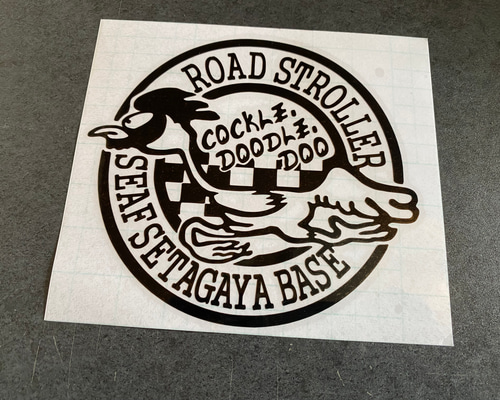 ROAD STROLLER
COCKLE.
DOODLE.
DOO
SEAF SETAGAYA BASE